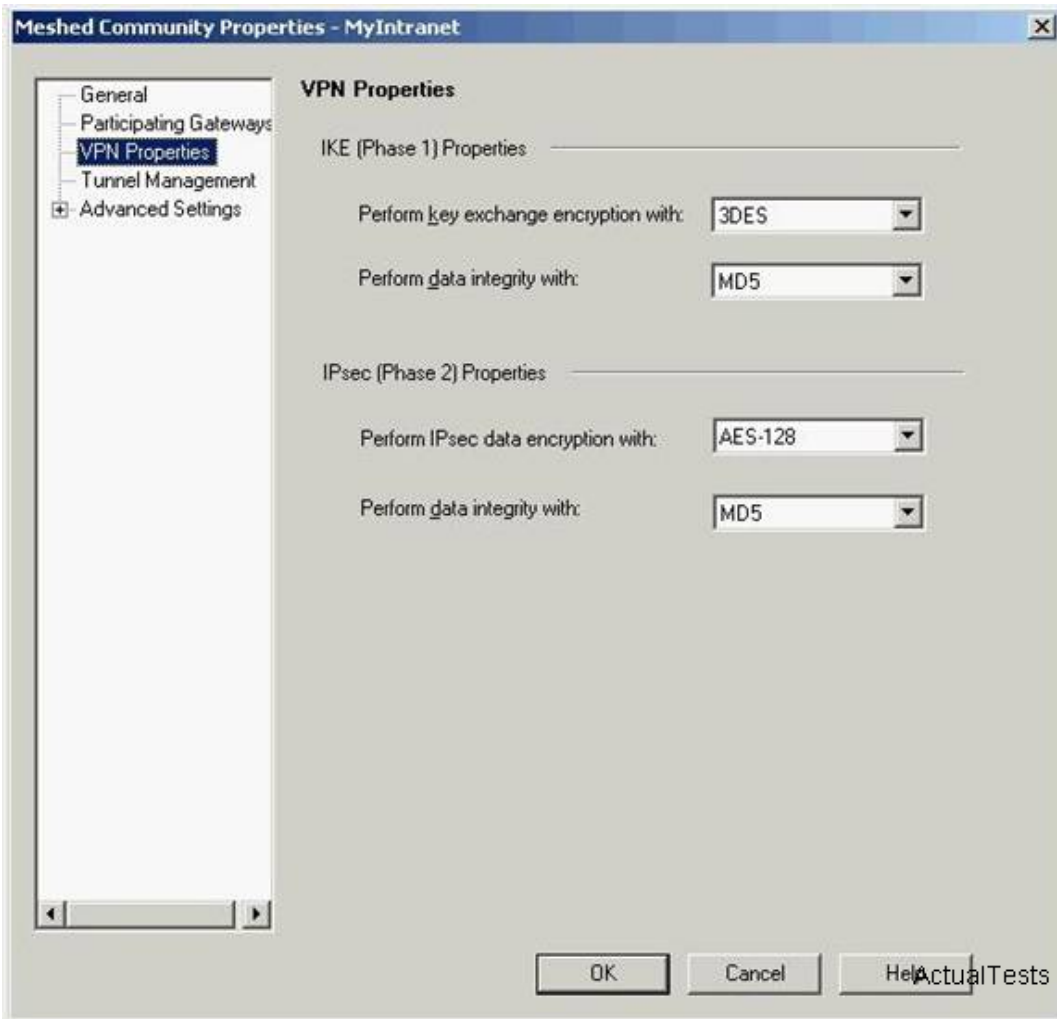 Meshed Community Properties - MyIntranet
General
Participating Gateways
VPN Properties
Tunnel Management
Advanced Settings
VPN Properties
IKE (Phase 1) Properties
Perform key exchange encryption with: 3DES
Perform data integrity with: MD5
IPsec (Phase 2) Properties
Perform IPsec data encryption with: AES-128
Perform data integrity with: MD5
OK Cancel Help
ActualTests